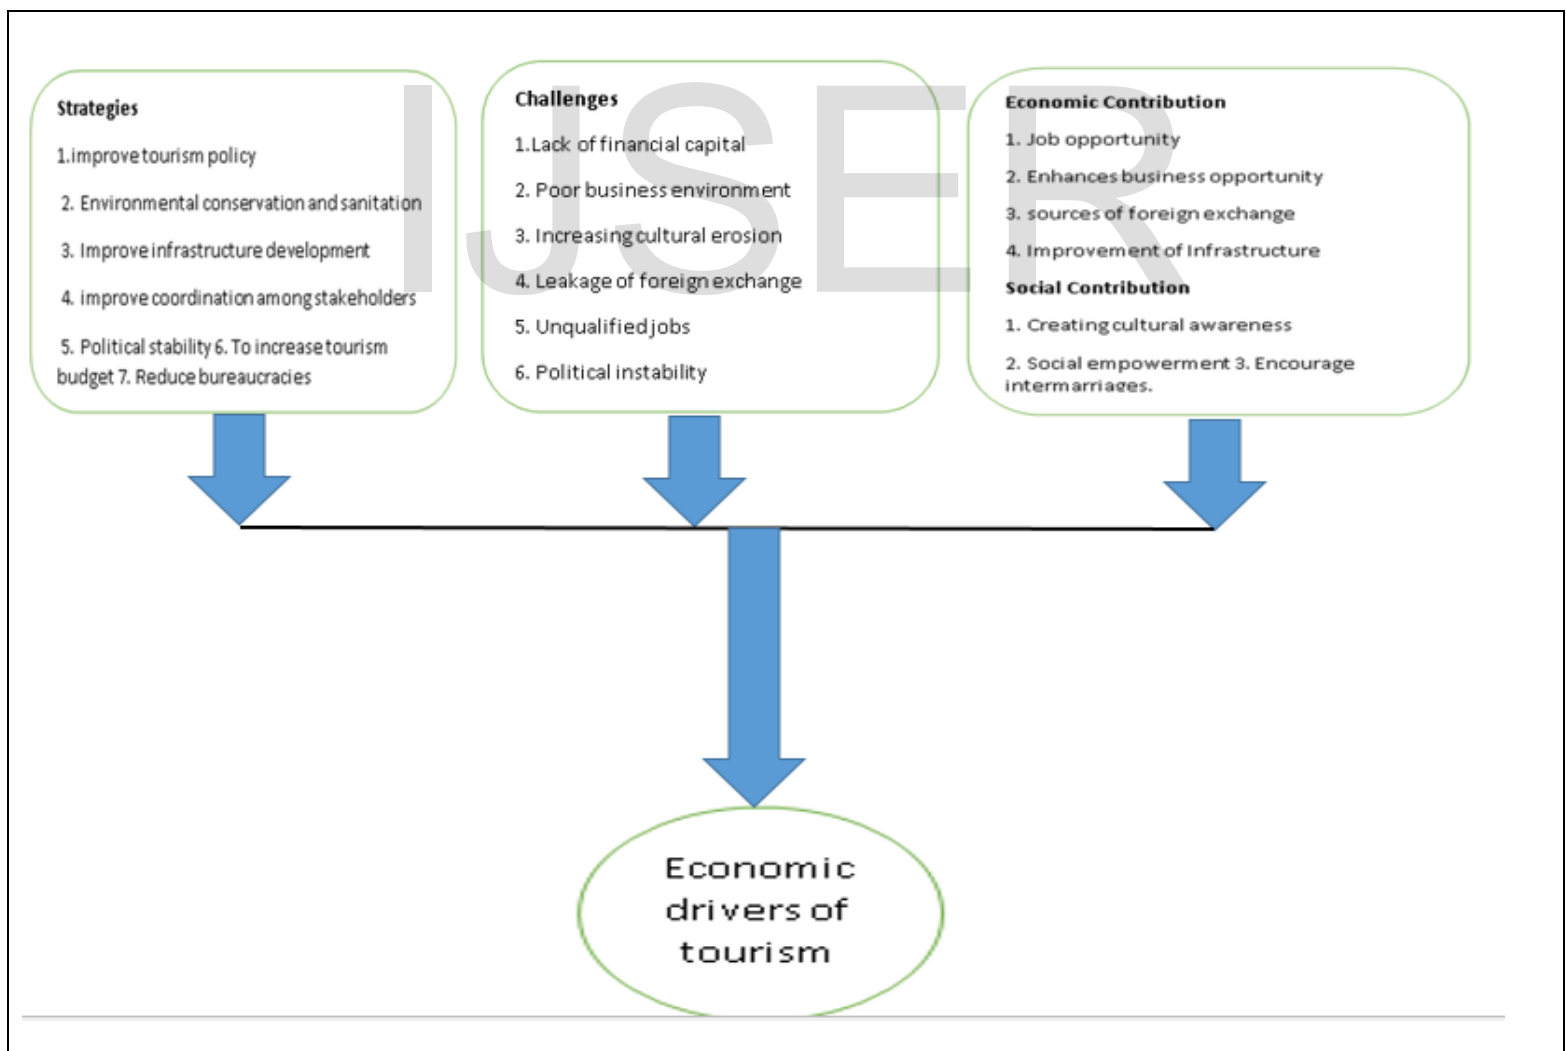 IJSER
Strategies
1.improve tourism policy
2. Environmental conservation and sanitation
3. Improve infrastructure development
4. improve coordination among stakeholders
5. Political stability 6. To increase tourism
budget 7. Reduce bureaucracies
Challenges
1.Lack of financial capital
2. Poor business environment
3. Increasing cultural erosion
4. Leakage of foreign exchange
5. Unqualified jobs
6. Political instability
Economic Contribution
1. Job opportunity
2. Enhances business opportunity
3. sources of foreign exchange
4. Improvement of Infrastructure
Social Contribution
1. Creating cultural awareness
2. Social empowerment 3. Encourage
intermarriages.
Economic
drivers of
tourism